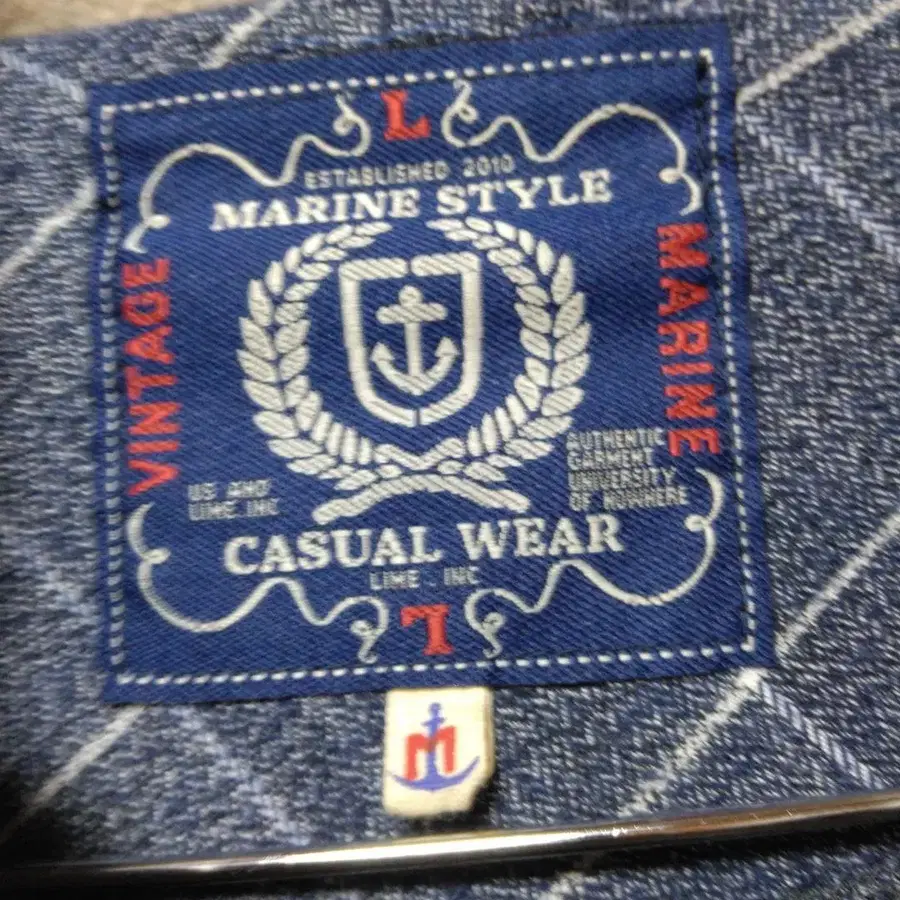 L
ESTABLISHED 2010
MARINE STYLE
VINTAGE
MARINE
US AND
LIME . INC
AUTHENTIC
GARMENT
UNIVERSITY
OF NOWHERE
CASUAL WEAR
LIME . INC
L
M